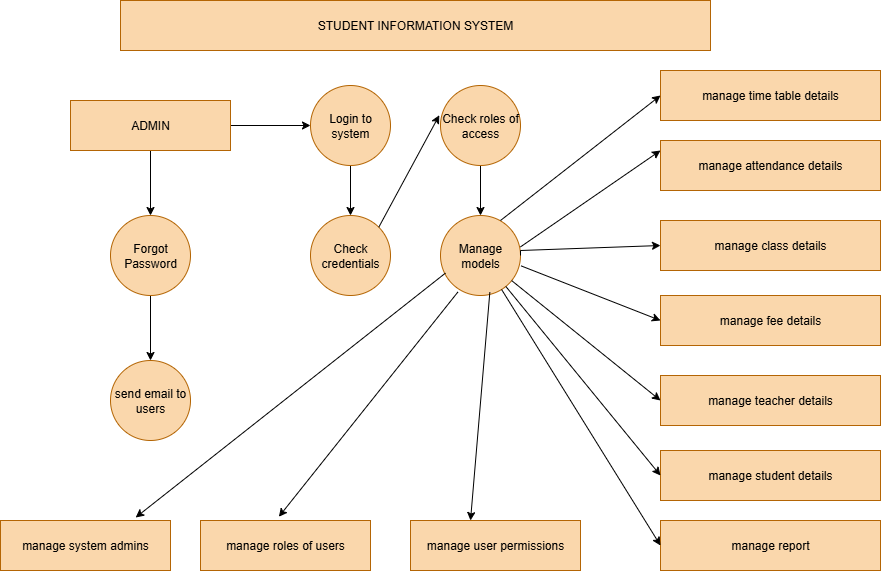 STUDENT INFORMATION SYSTEM
ADMIN
Login to
system
Check roles of
access
manage time table details
manage attendance details
Forgot
Password
Check
credentials
Manage
models
manage class details
manage fee details
send email to
users
manage teacher details
manage student details
manage system admins
manage roles of users
manage user permissions
manage report